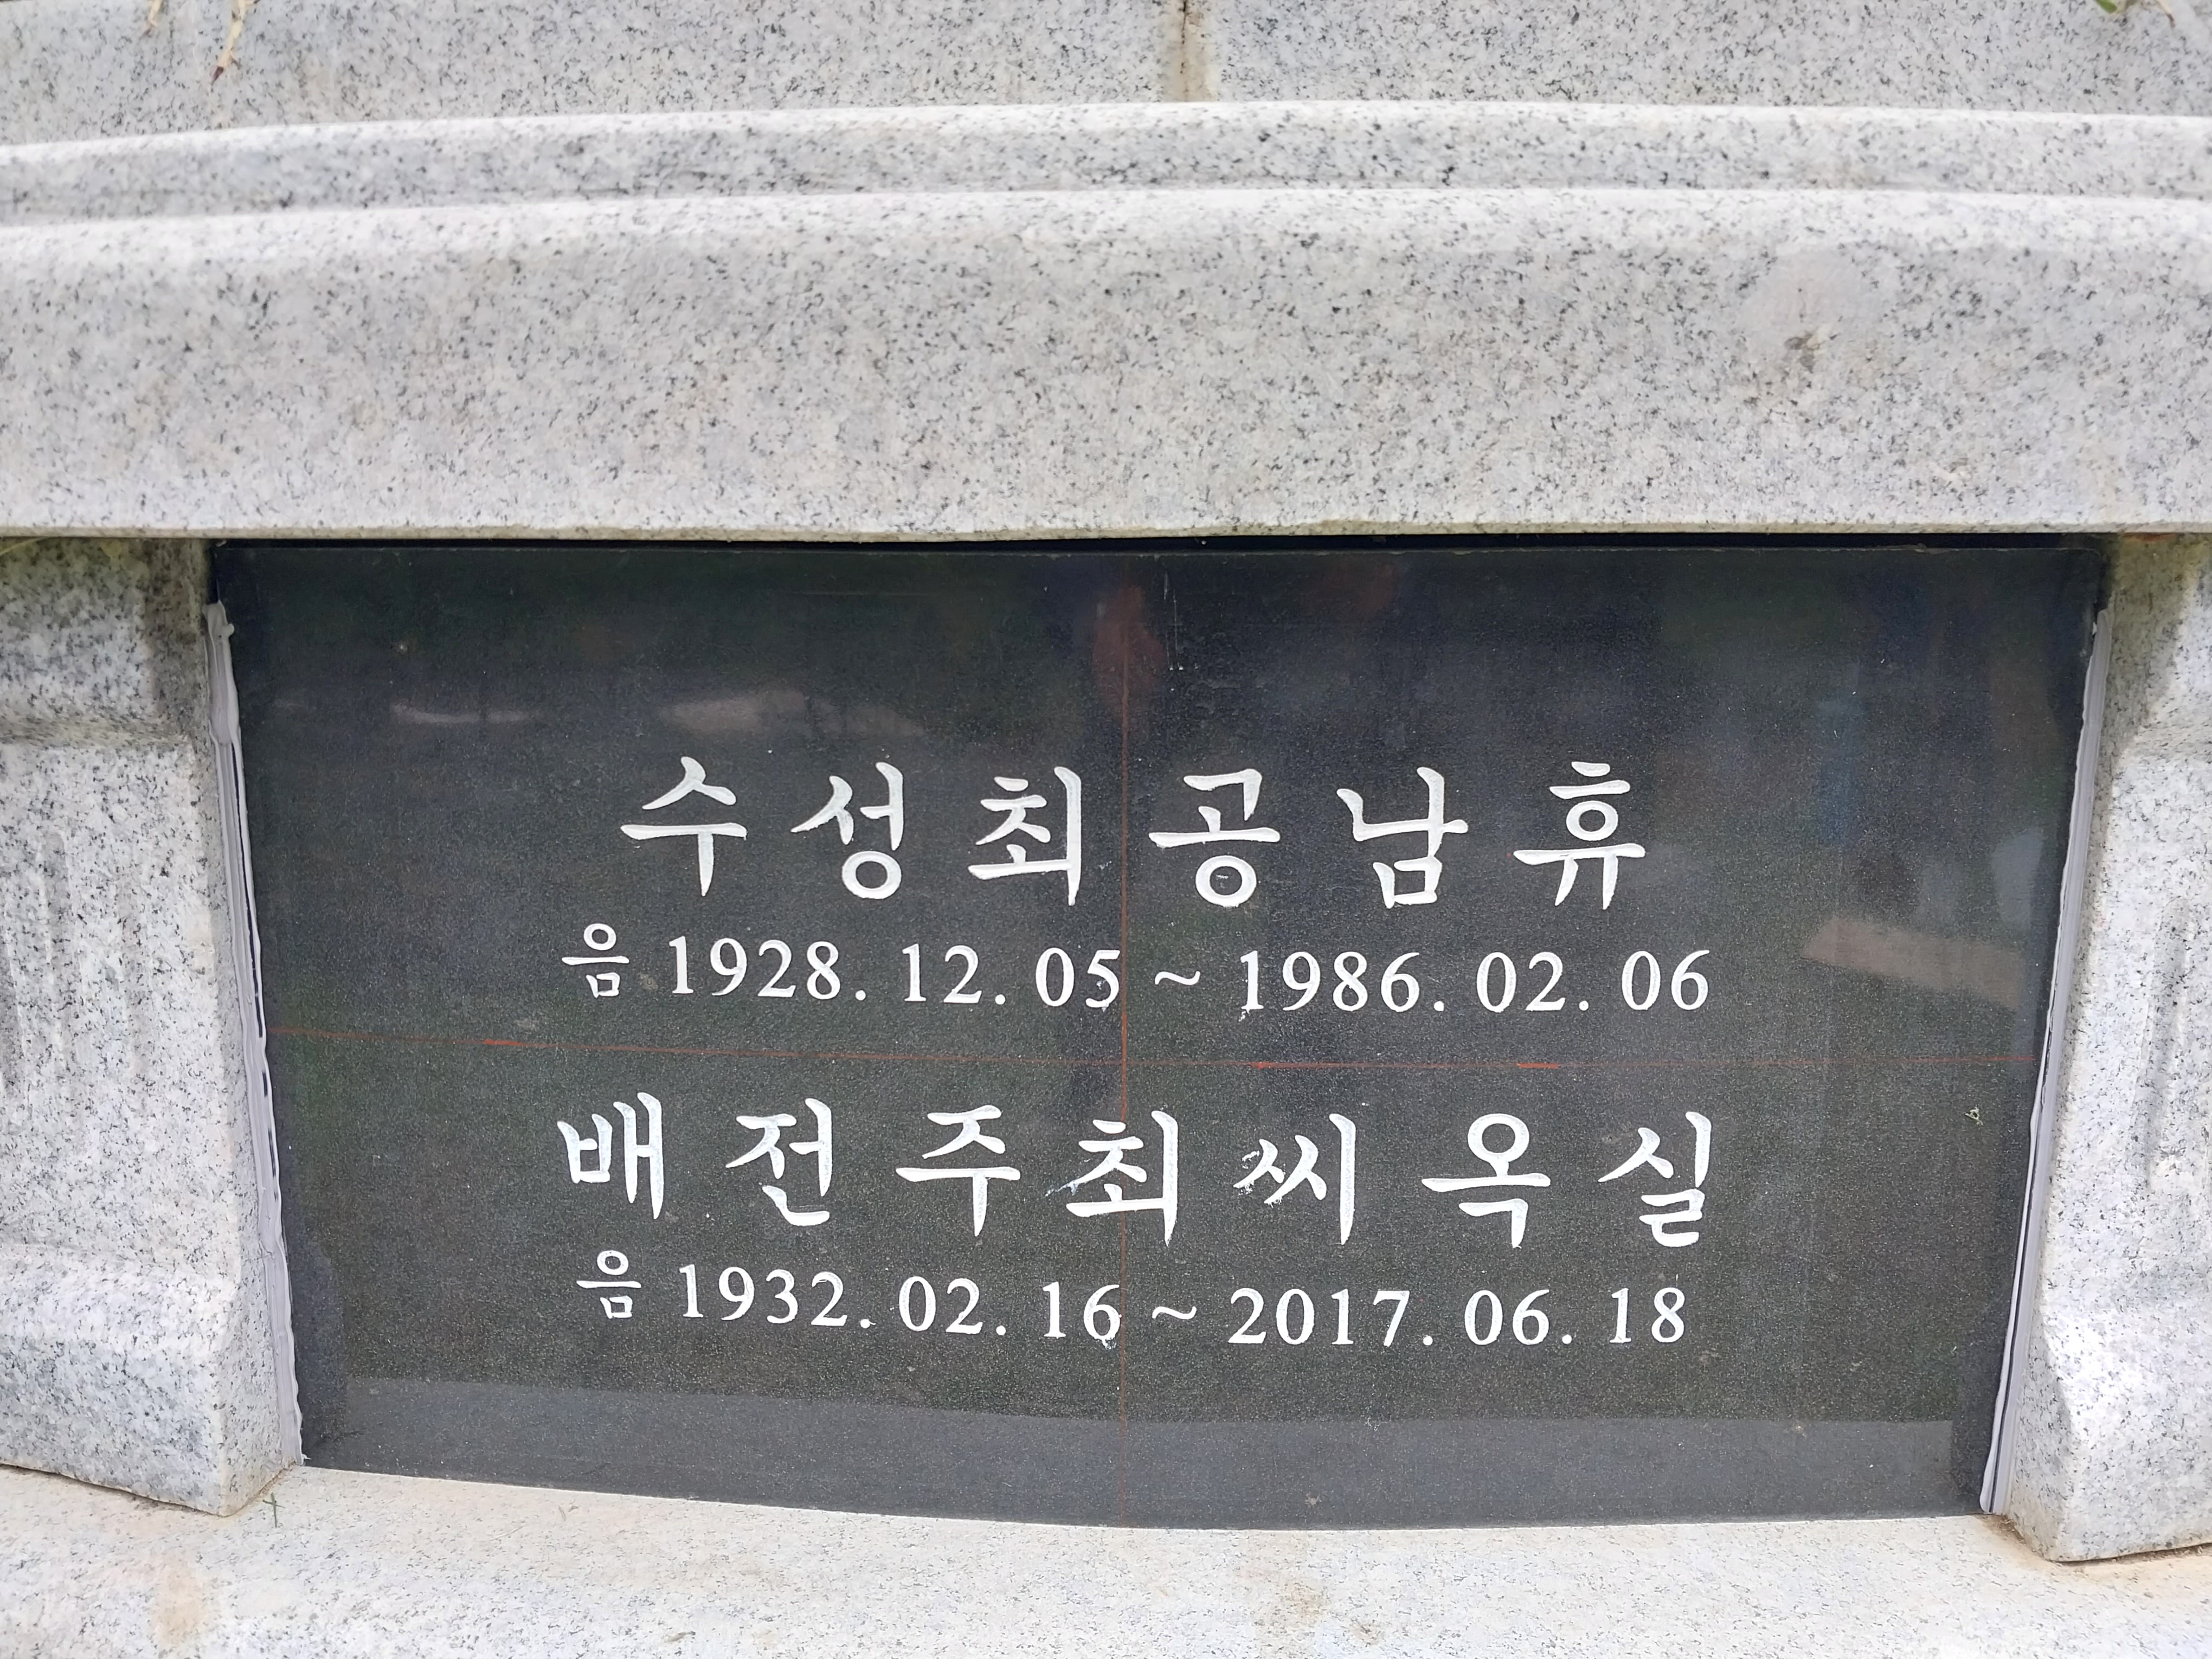 수성최공남휴
음 1928. 12. 05 ~ 1986. 02. 06
배전주최씨옥실
음 1932. 02. 16 ~ 2017. 06. 18